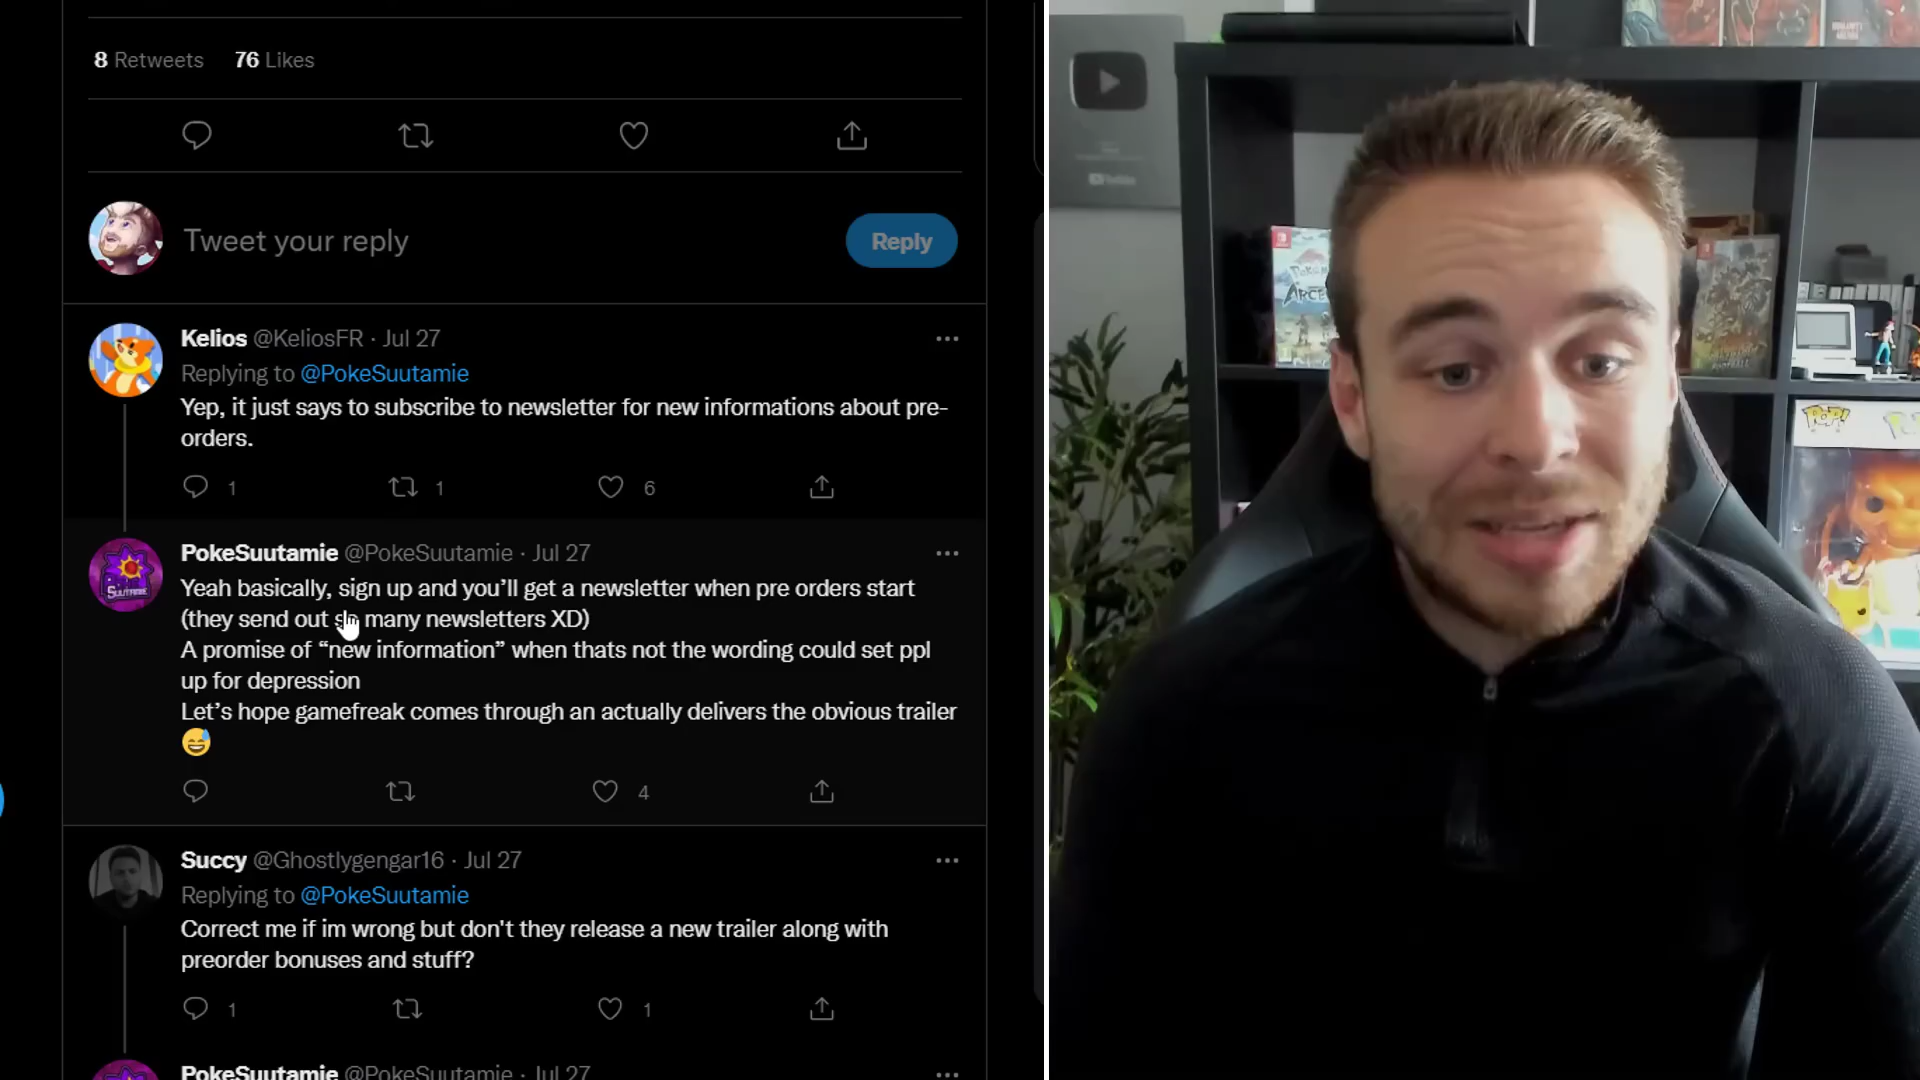 8 Retweets 76 Likes
Tweet your reply
Reply
Kelios @KeliosFR · Jul 27
Replying to @PokeSuutamie
Yep, it just says to subscribe to newsletter for new informations about pre-
orders.
1 1 6
PokeSuutamie @PokeSuutamie · Jul 27
Yeah basically, sign up and you’ll get a newsletter when pre orders start
(they send out so many newsletters XD)
A promise of “new information” when thats not the wording could set ppl
up for depression
Let’s hope gamefreak comes through an actually delivers the obvious trailer
4
Succy @Ghostlygengar16 · Jul 27
Replying to @PokeSuutamie
Correct me if im wrong but don't they release a new trailer along with
preorder bonuses and stuff?
1 1
PokeSuutamie @PokeSuutamie · Jul 27
YouTube
POP!